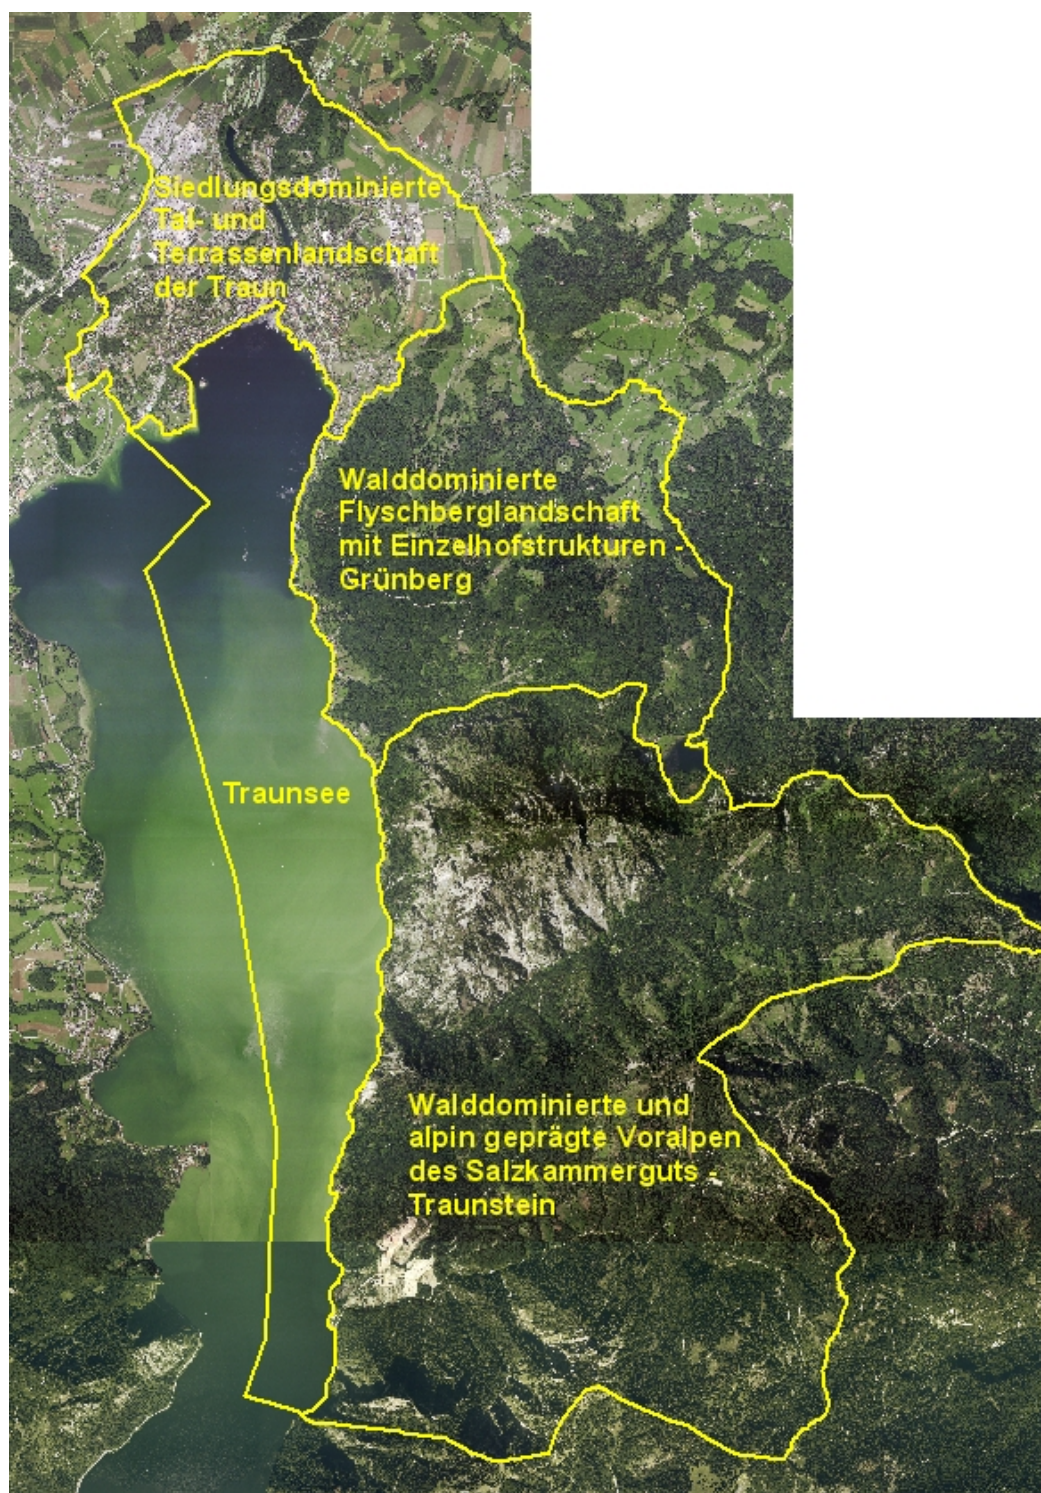 Siedlungsdominierte
Tal- und
Terrassenlandschaft
der Traun
Walddominierte
Flyschberglandschaft
mit Einzelhofstrukturen -
Grünberg
Traunsee
Walddominierte und
alpin geprägte Voralpen
des Salzkammerguts -
Traunstein